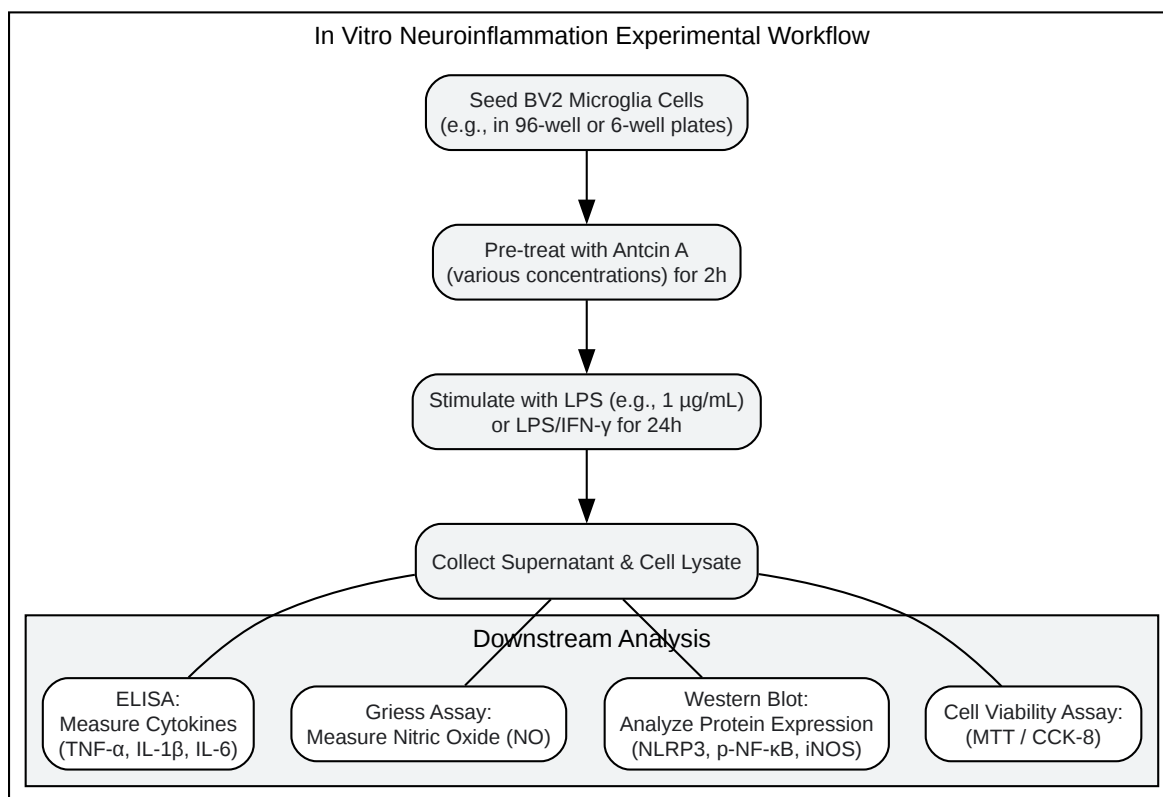 In Vitro Neuroinflammation Experimental Workflow
Seed BV2 Microglia Cells
(e.g., in 96-well or 6-well plates)
Pre-treat with Antcin A
(various concentrations) for 2h
Stimulate with LPS (e.g., 1 µg/mL)
or LPS/IFN-γ for 24h
Collect Supernatant & Cell Lysate
Downstream Analysis
ELISA:
Measure Cytokines
(TNF-α, IL-1β, IL-6)
Griess Assay:
Measure Nitric Oxide (NO)
Western Blot:
Analyze Protein Expression
(NLRP3, p-NF-κB, iNOS)
Cell Viability Assay:
(MTT / CCK-8)